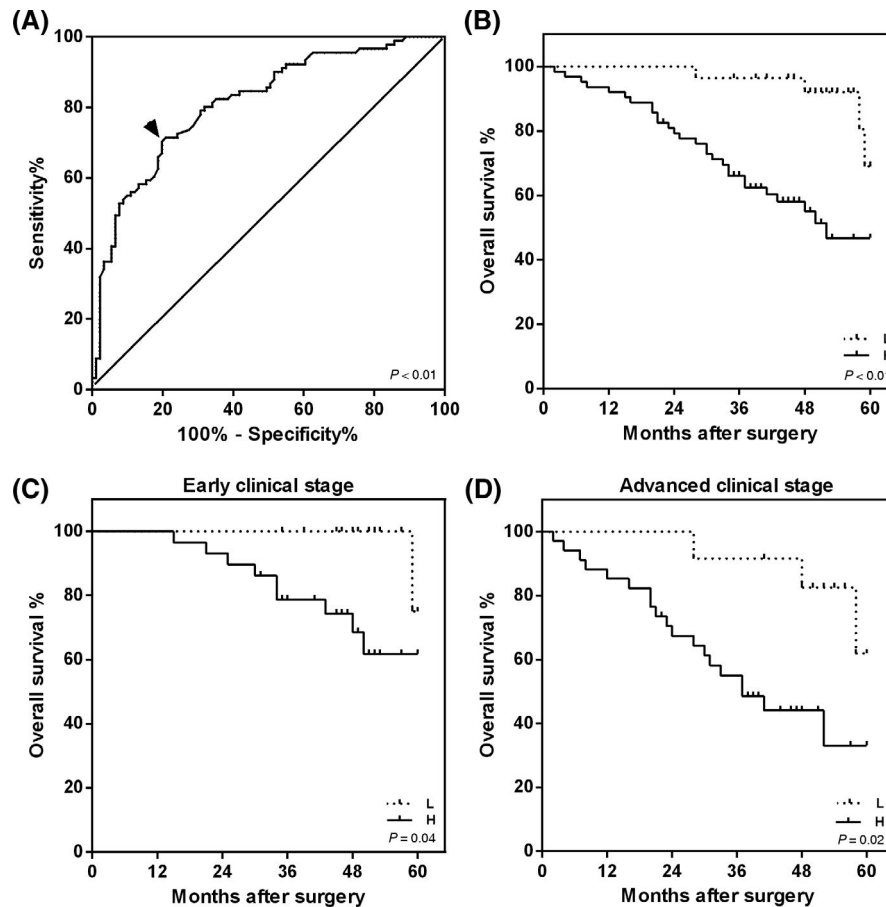 (A)
100
80
60
40
20
0
Sensitivity%
0 20 40 60 80 100
100% - Specificity%
P < 0.01
(B)
100
80
60
40
20
0
Overall survival %
0 12 24 36 48 60
Months after surgery
P < 0.0
(C)
Early clinical stage
100
80
60
40
20
0
Overall survival %
0 12 24 36 48 60
Months after surgery
L
H
P = 0.04
(D)
Advanced clinical stage
100
80
60
40
20
0
Overall survival %
0 12 24 36 48 60
Months after surgery
L
H
P = 0.02